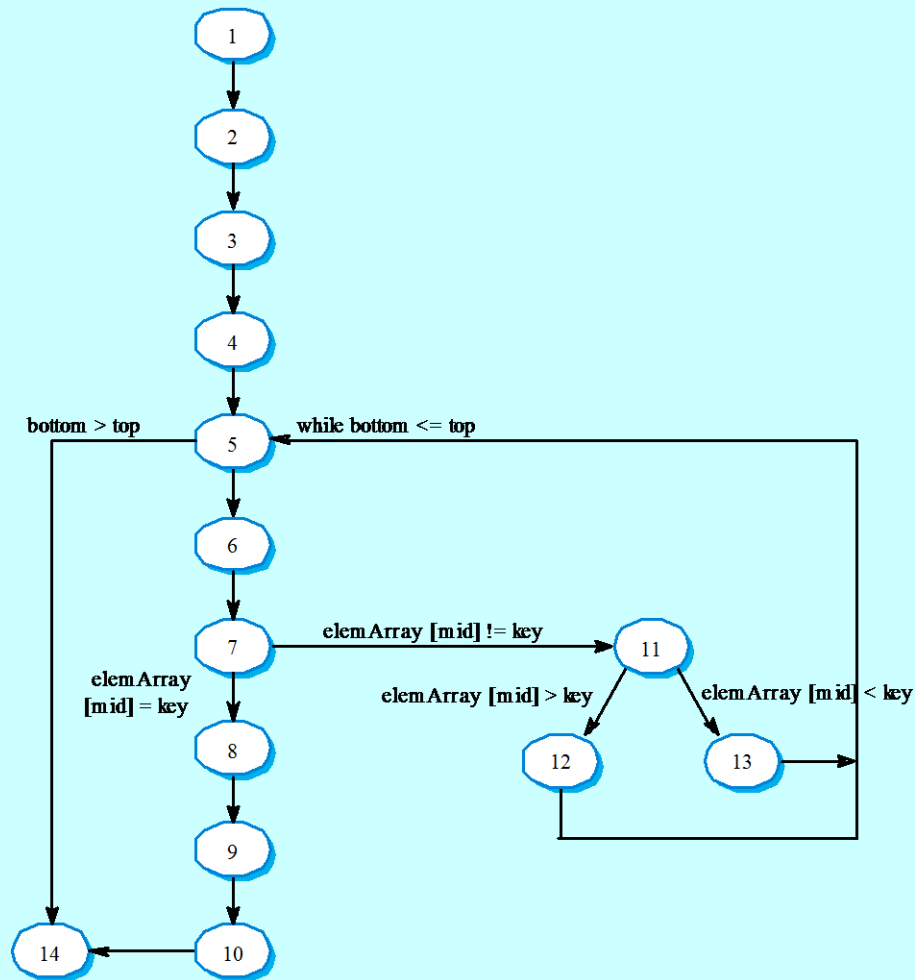 1
2
3
4
bottom > top
5
while bottom <= top
6
7
elemArray [mid] != key
11
elemArray
[mid] = key
elemArray [mid] > key
elemArray [mid] < key
8
12
13
9
14
10